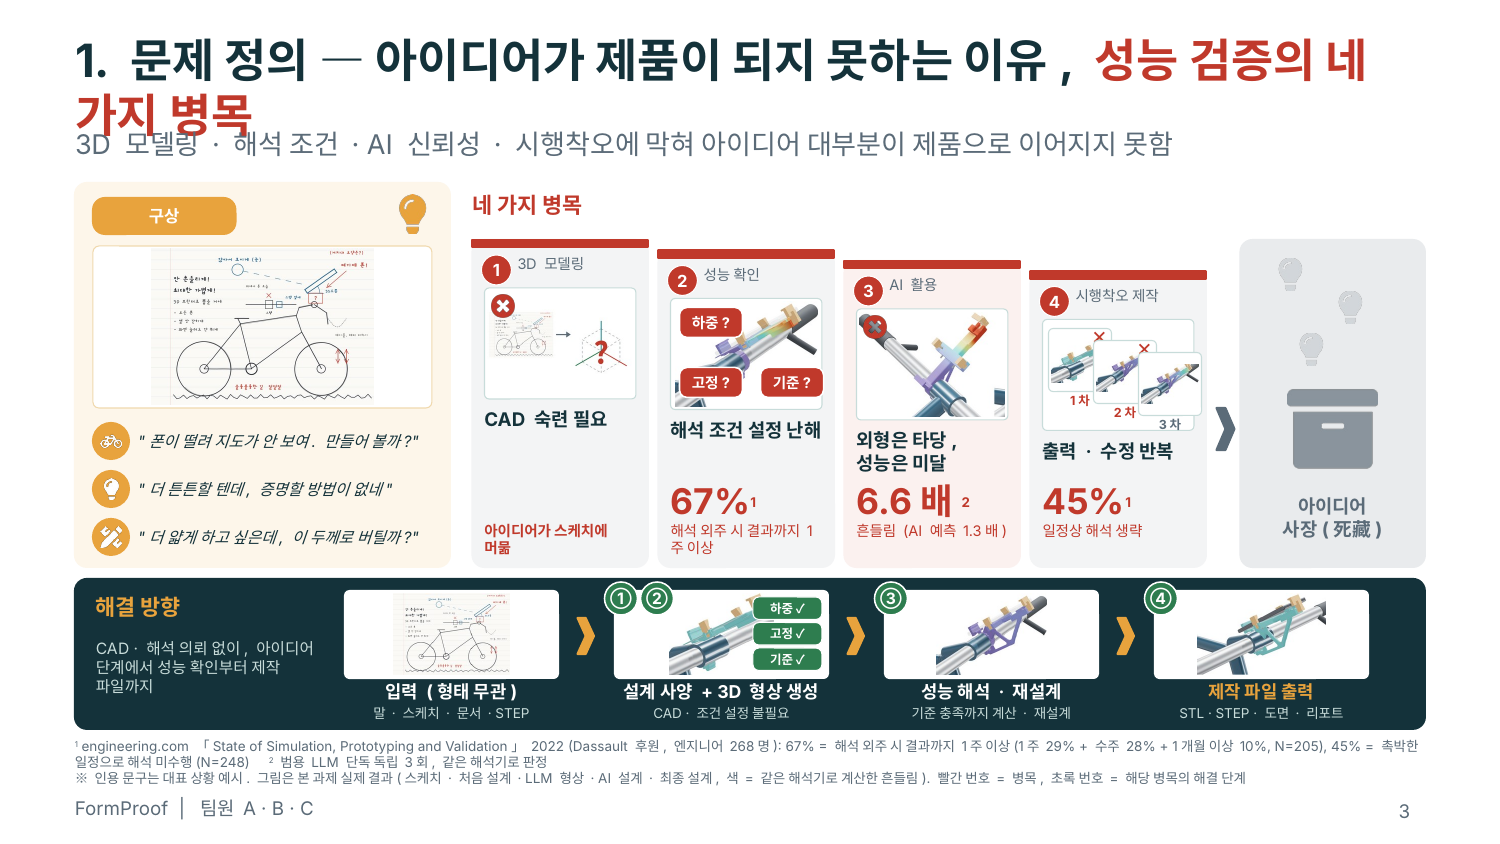 1. 문제 정의 — 아이디어가 제품이 되지 못하는 이유 , 성능 검증의 네
가지 병목
3D 모델링 · 해석 조건 · AI 신뢰성 · 시행착오에 막혀 아이디어 대부분이 제품으로 이어지지 못함
구상
안 흔들리게!
최대한 가볍게!
" 폰이 떨려 지도가 안 보여 . 만들어 볼까 ?"
" 더 튼튼할 텐데 , 증명할 방법이 없네 "
" 더 얇게 하고 싶은데 , 이 두께로 버틸까 ?"
네 가지 병목
1 3D 모델링
?
CAD 숙련 필요
아이디어가 스케치에
머묾
2 성능 확인
하중 ?
고정 ?
기준 ?
해석 조건 설정 난해
67%1
해석 외주 시 결과까지 1
주 이상
3 AI 활용
외형은 타당 ,
성능은 미달
6.6 배 2
흔들림 (AI 예측 1.3 배 )
4 시행착오 제작
1 차
2 차
3 차
출력 · 수정 반복
45%1
일정상 해석 생략
아이디어
사장 ( 死藏 )
해결 방향
CAD · 해석 의뢰 없이 , 아이디어
단계에서 성능 확인부터 제작
파일까지
입력 ( 형태 무관 )
말 · 스케치 · 문서 · STEP
① ②
하중 ✓
고정 ✓
기준 ✓
설계 사양 + 3D 형상 생성
CAD · 조건 설정 불필요
③
성능 해석 · 재설계
기준 충족까지 계산 · 재설계
④
제작 파일 출력
STL · STEP · 도면 · 리포트
1 engineering.com 「 State of Simulation, Prototyping and Validation 」 2022 (Dassault 후원 , 엔지니어 268 명 ): 67% = 해석 외주 시 결과까지 1 주 이상 (1 주 29% + 수주 28% + 1 개월 이상 10%, N=205), 45% = 촉박한
일정으로 해석 미수행 (N=248) 2 범용 LLM 단독 독립 3 회 , 같은 해석기로 판정
※ 인용 문구는 대표 상황 예시 . 그림은 본 과제 실제 결과 ( 스케치 · 처음 설계 · LLM 형상 · AI 설계 · 최종 설계 , 색 = 같은 해석기로 계산한 흔들림 ). 빨간 번호 = 병목 , 초록 번호 = 해당 병목의 해결 단계
FormProof │ 팀원 A · B · C
3